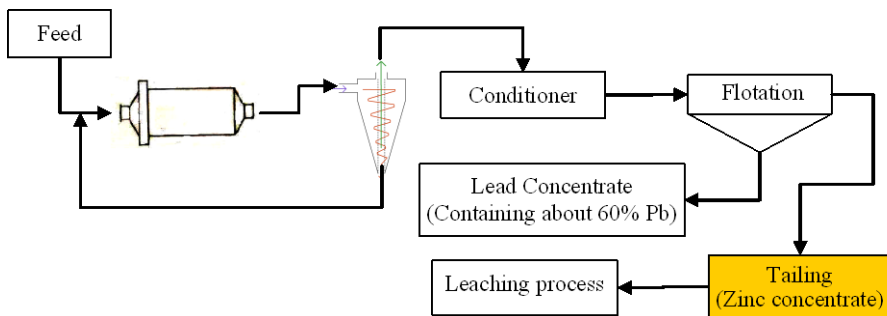 Feed
Conditioner
Flotation
Lead Concentrate
(Containing about 60% Pb)
Leaching process
Tailing
(Zinc concentrate)